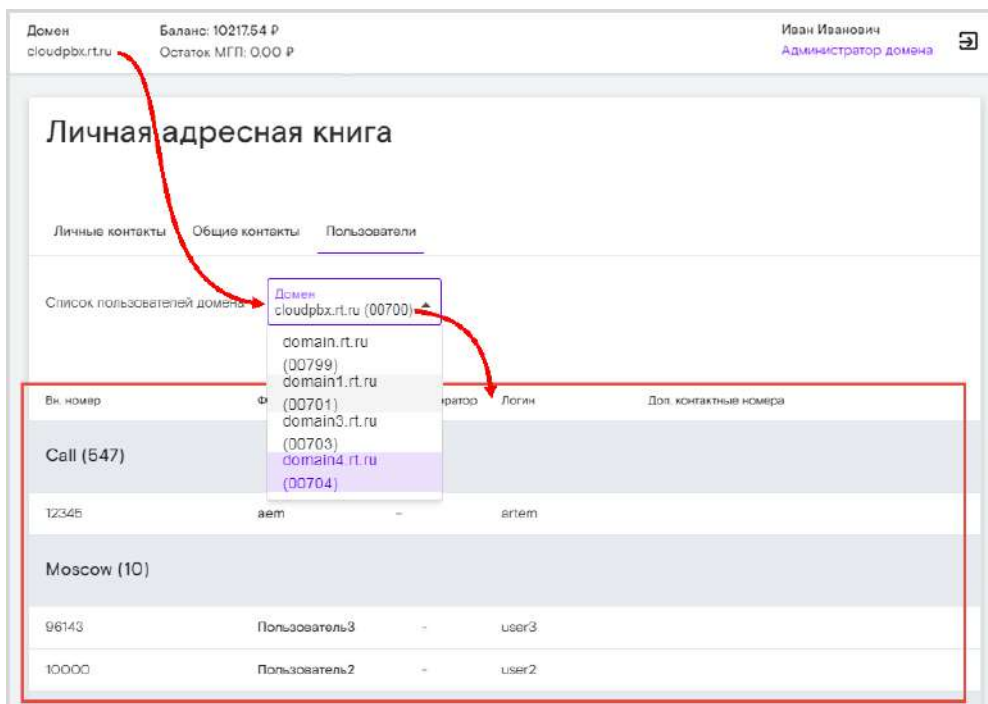 Домен
cloudpbx.rt.ru
Баланс: 10217.54 ₽
Остаток МГП: 0,00 ₽
Иван Иванович
Администратор домена
Личная адресная книга
Личные контакты Общие контакты Пользователи
Список пользователей домена
Домен
cloudpbx.rt.ru (00700)
domain.rt.ru
(00799)
domain1.rt.ru
(00701)
domain3.rt.ru
(00703)
domain4.rt.ru
(00704)
Вн. номер Логин Доп. контактные номера
Call (547)
12345 aem - artem
Moscow (10)
96143 Пользователь3 - user3
10000 Пользователь2 - user2